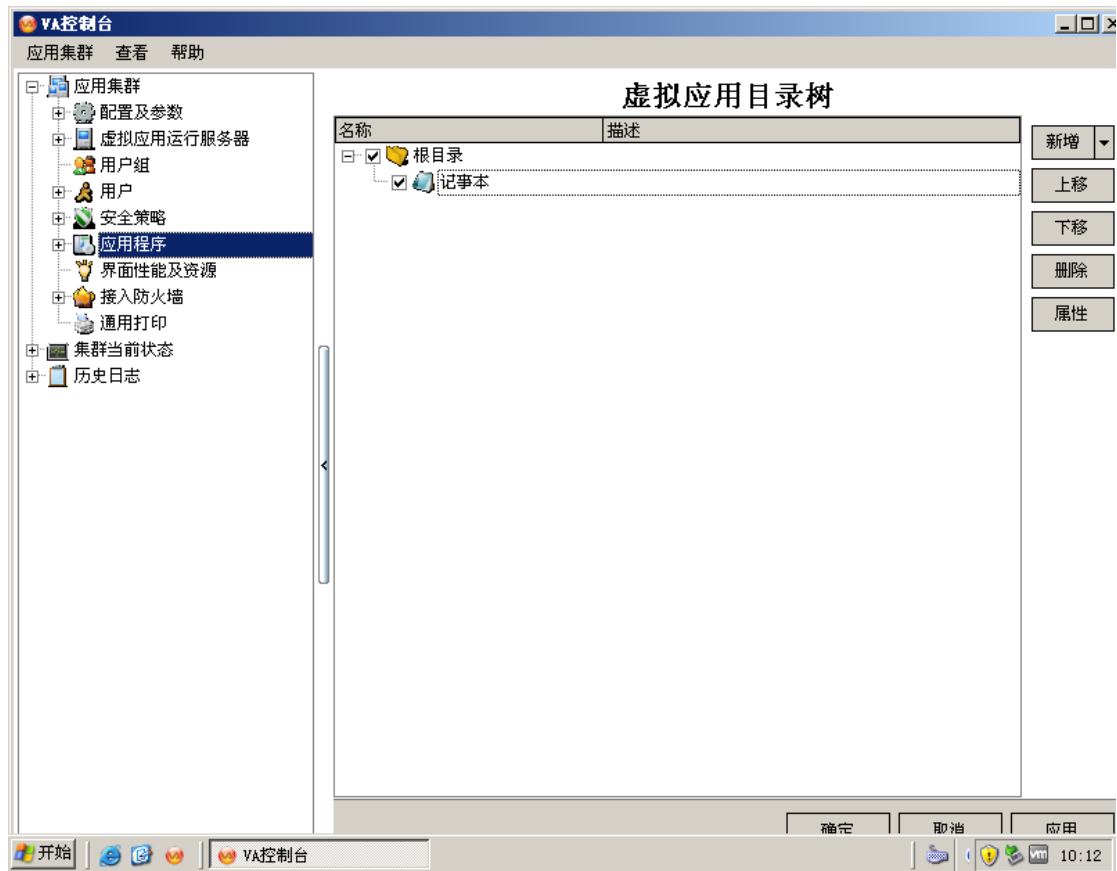 VA控制台
应用集群 查看 帮助
应用集群
配置及参数
虚拟应用运行服务器
用户组
用户
安全策略
应用程序
界面性能及资源
接入防火墙
通用打印
集群当前状态
历史日志
虚拟应用目录树
名称 描述
根目录
记事本
新增
上移
下移
删除
属性
确定 取消 应用
开始 VA控制台 10:12